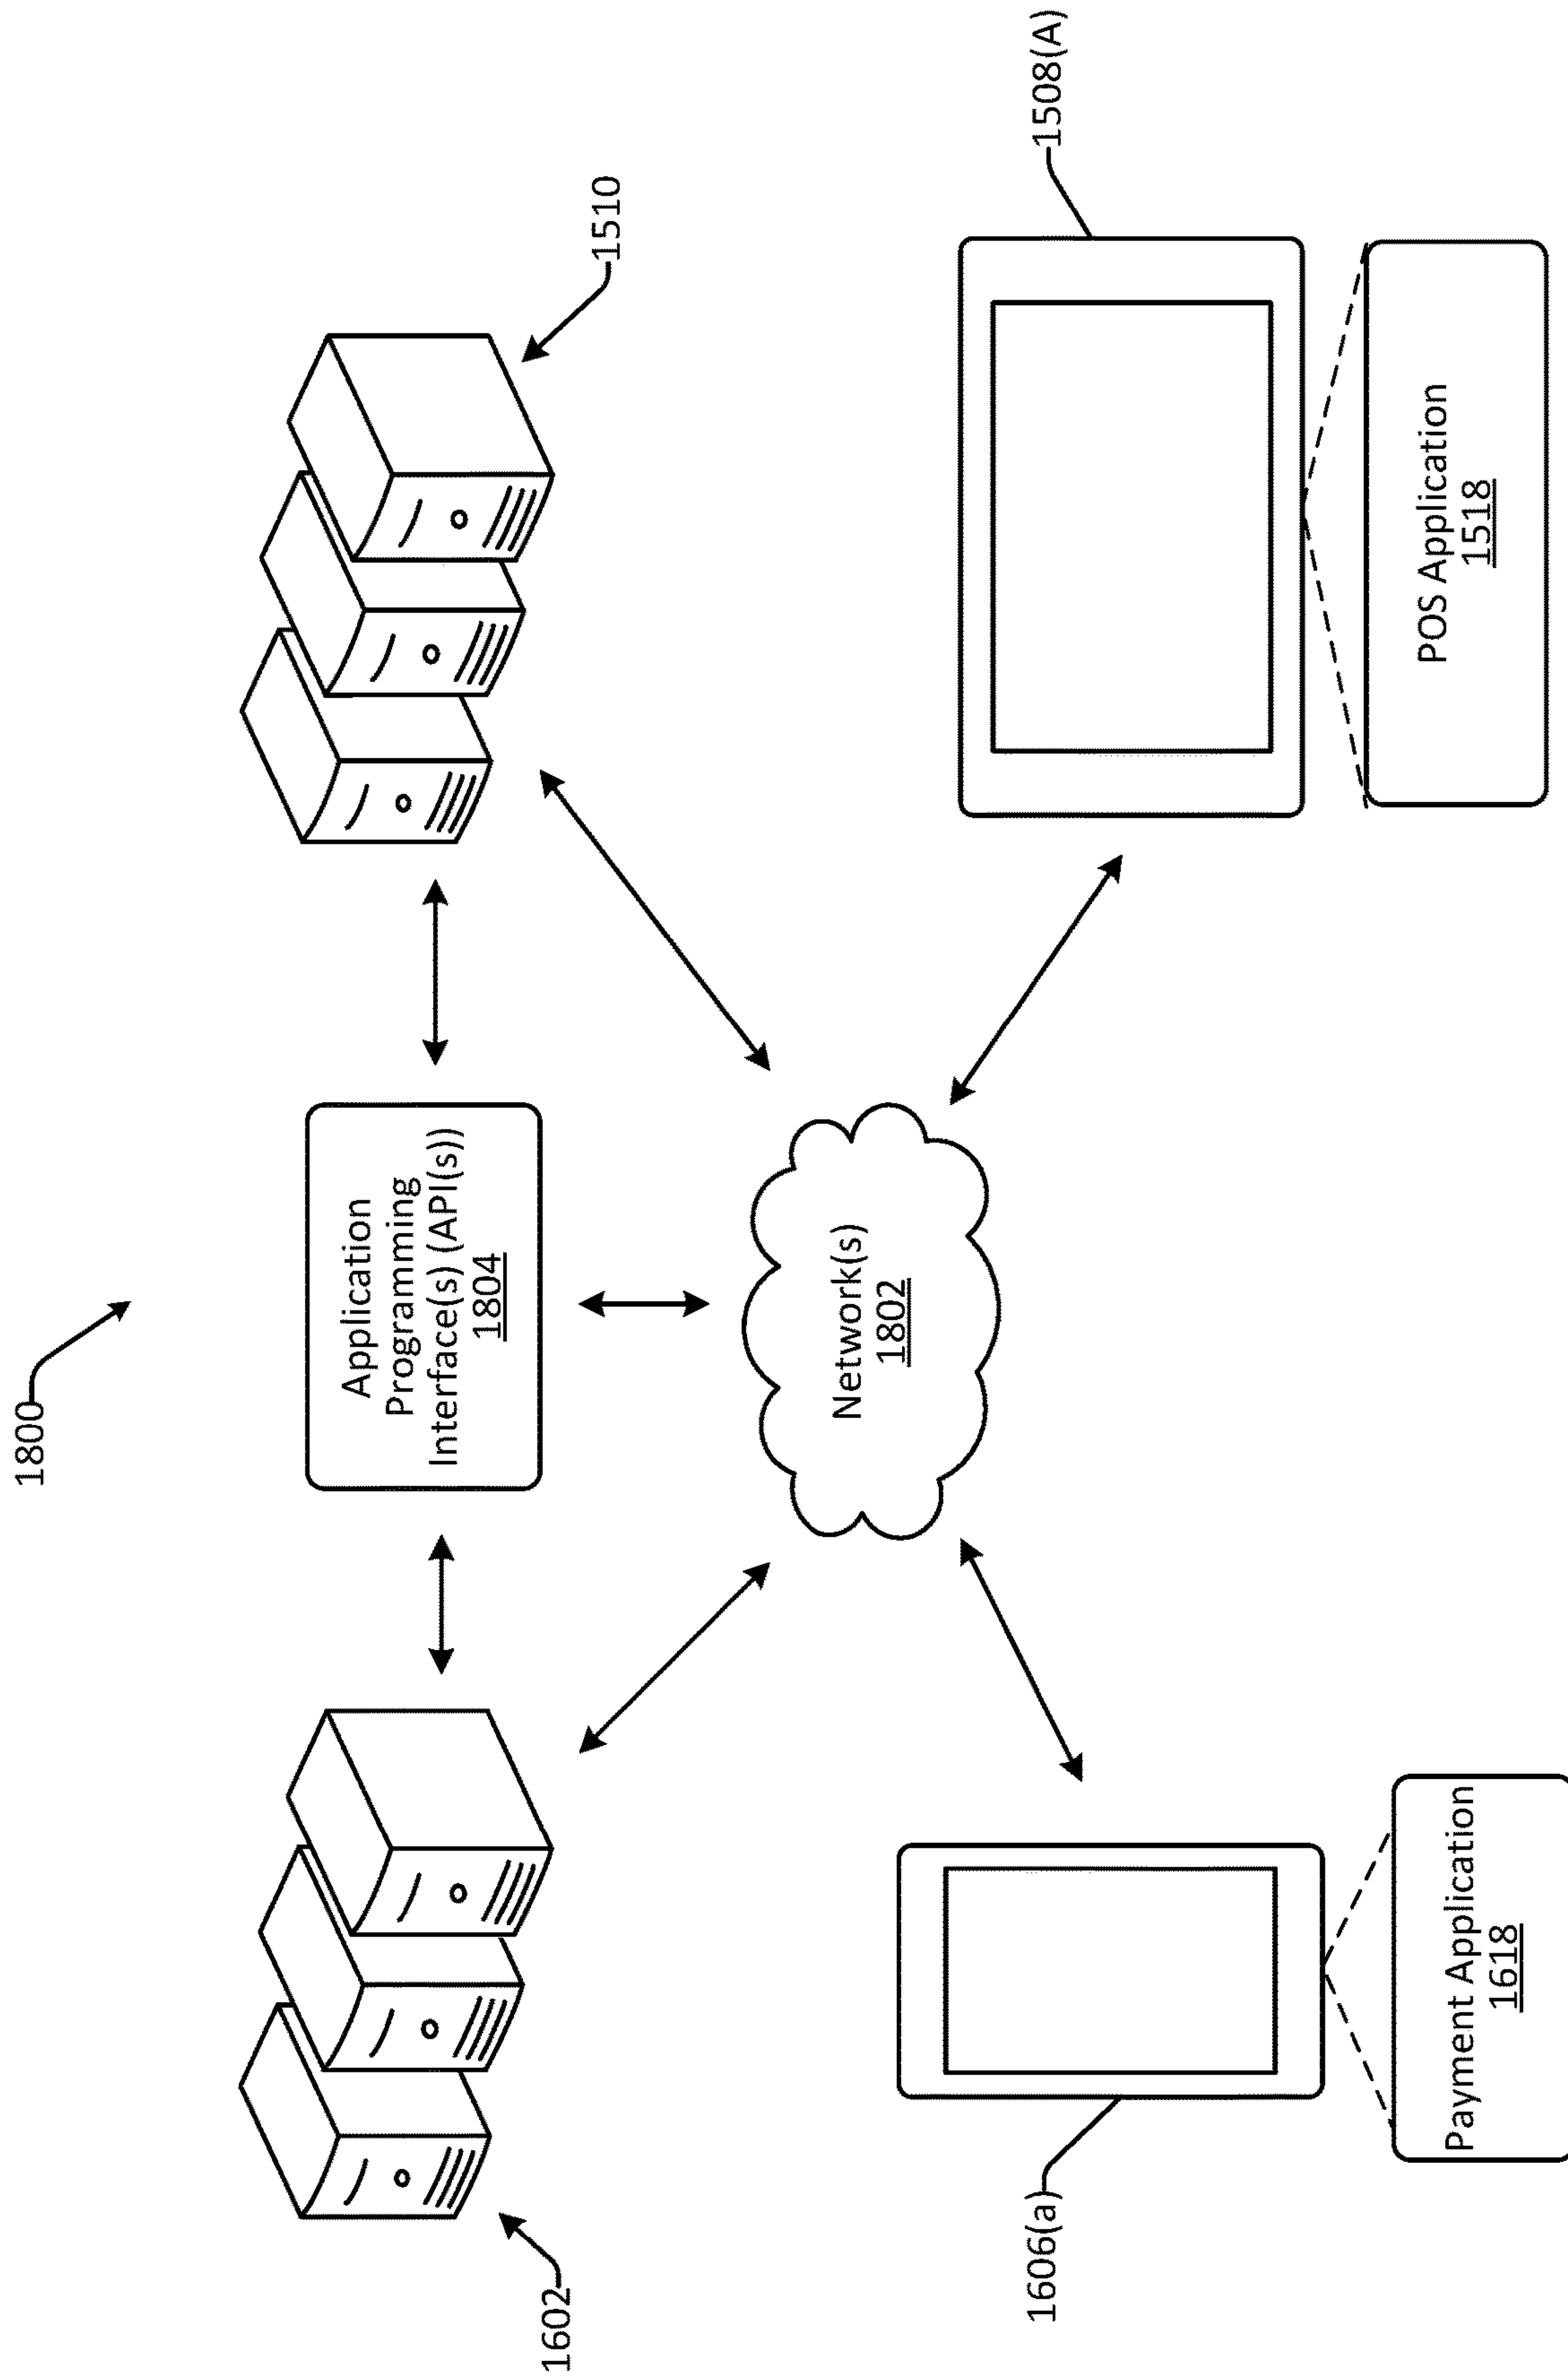 1800
1602
Application
Programming
Interface(s) (API(s))
1804
1510
Network(s)
1802
1606(a)
1508(A)
Payment Application
1618
POS Application
1518